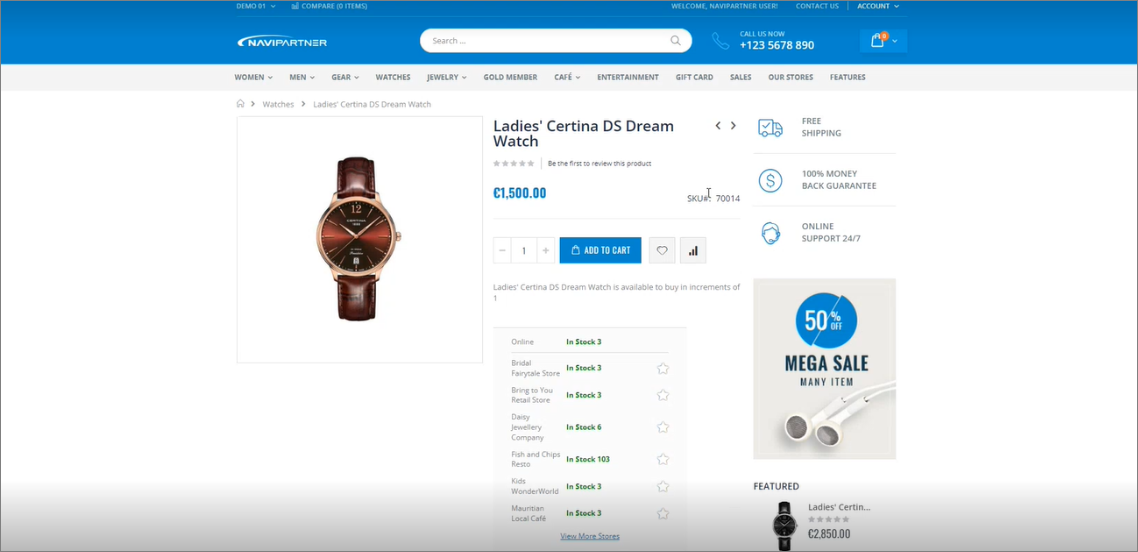 DEMO 01
COMPARE (0 ITEMS)
WELCOME, NAVIPARTNER USER!
CONTACT US
ACCOUNT
NAVIPARTNER
Search ...
CALL US NOW
+123 5678 890
0
WOMEN
MEN
GEAR
WATCHES
JEWELRY
GOLD MEMBER
CAFÉ
ENTERTAINMENT
GIFT CARD
SALES
OUR STORES
FEATURES
Watches
Ladies' Certina DS Dream Watch
Ladies' Certina DS Dream
Watch
Be the first to review this product
€1,500.00
SKU#: 70014
1
ADD TO CART
Ladies' Certina DS Dream Watch is available to buy in increments of
1
Online In Stock 3
Bridal
Fairytale Store
In Stock 3
Bring to You
Retail Store
In Stock 3
Daisy
Jewellery
Company
In Stock 6
Fish and Chips
Resto
In Stock 103
Kids
WonderWorld
In Stock 3
Mauritian
Local Café
In Stock 3
View More Stores
FREE
SHIPPING
100% MONEY
BACK GUARANTEE
ONLINE
SUPPORT 24/7
50% OFF
MEGA SALE
MANY ITEM
FEATURED
Ladies' Certin...
€2,850.00
12
CERTINA